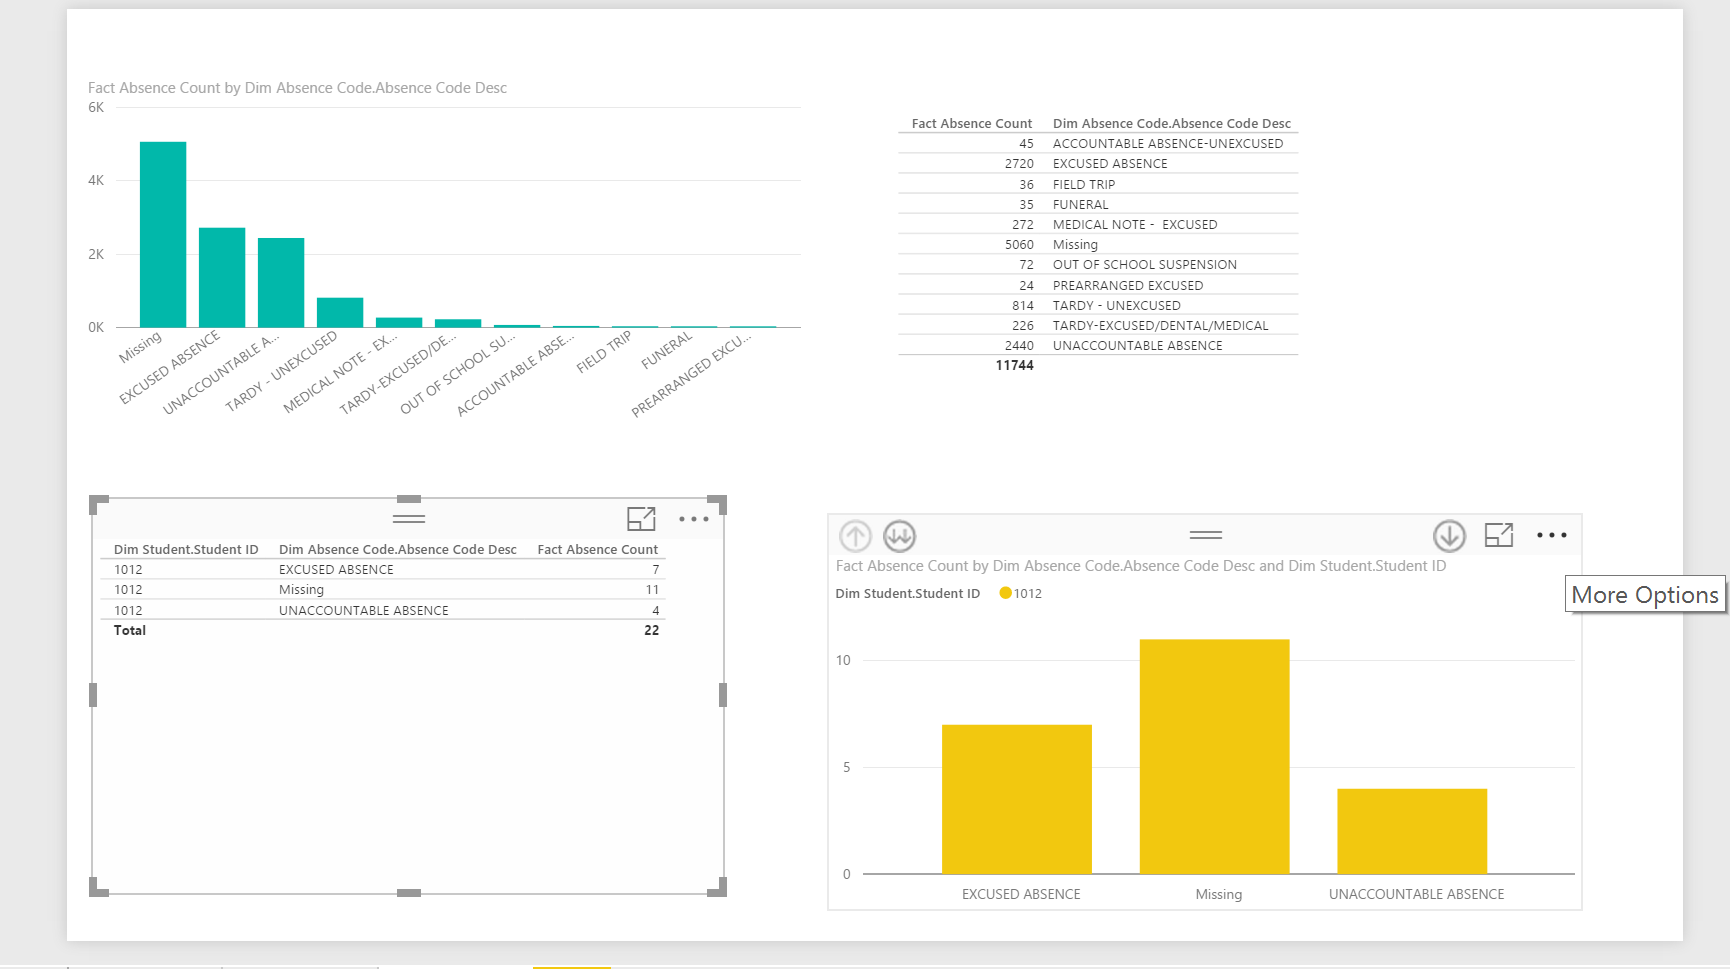 Fact Absence Count by Dim Absence Code.Absence Code Desc
6K
4K
2K
0K
Missing
EXCUSED ABSENCE
UNACCOUNTABLE A...
TARDY - UNEXCUSED
MEDICAL NOTE - EX...
TARDY-EXCUSED/DE...
OUT OF SCHOOL SU...
ACCOUNTABLE ABSE...
FIELD TRIP
FUNERAL
PREARRANGED EXCU...
Fact Absence Count Dim Absence Code.Absence Code Desc
45 ACCOUNTABLE ABSENCE-UNEXCUSED
2720 EXCUSED ABSENCE
36 FIELD TRIP
35 FUNERAL
272 MEDICAL NOTE - EXCUSED
5060 Missing
72 OUT OF SCHOOL SUSPENSION
24 PREARRANGED EXCUSED
814 TARDY - UNEXCUSED
226 TARDY-EXCUSED/DENTAL/MEDICAL
2440 UNACCOUNTABLE ABSENCE
11744
Dim Student.Student ID Dim Absence Code.Absence Code Desc Fact Absence Count
1012 EXCUSED ABSENCE 7
1012 Missing 11
1012 UNACCOUNTABLE ABSENCE 4
Total 22
Fact Absence Count by Dim Absence Code.Absence Code Desc and Dim Student.Student ID
Dim Student.Student ID 1012
More Options
10
5
0
EXCUSED ABSENCE Missing UNACCOUNTABLE ABSENCE